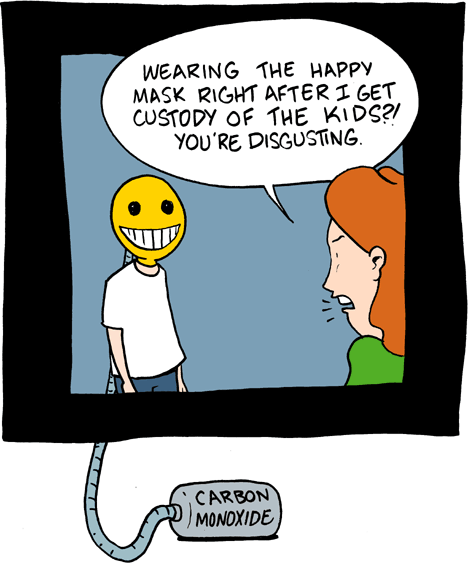 WEARING THE HAPPY
MASK RIGHT AFTER I GET
CUSTODY OF THE KIDS?!
YOU'RE DISGUSTING.
CARBON
MONOXIDE